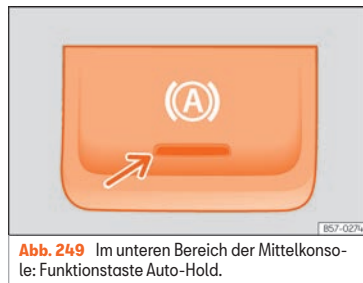 (A)
B57-0274
Abb. 249 Im unteren Bereich der Mittelkonso-
le: Funktionstaste Auto-Hold.